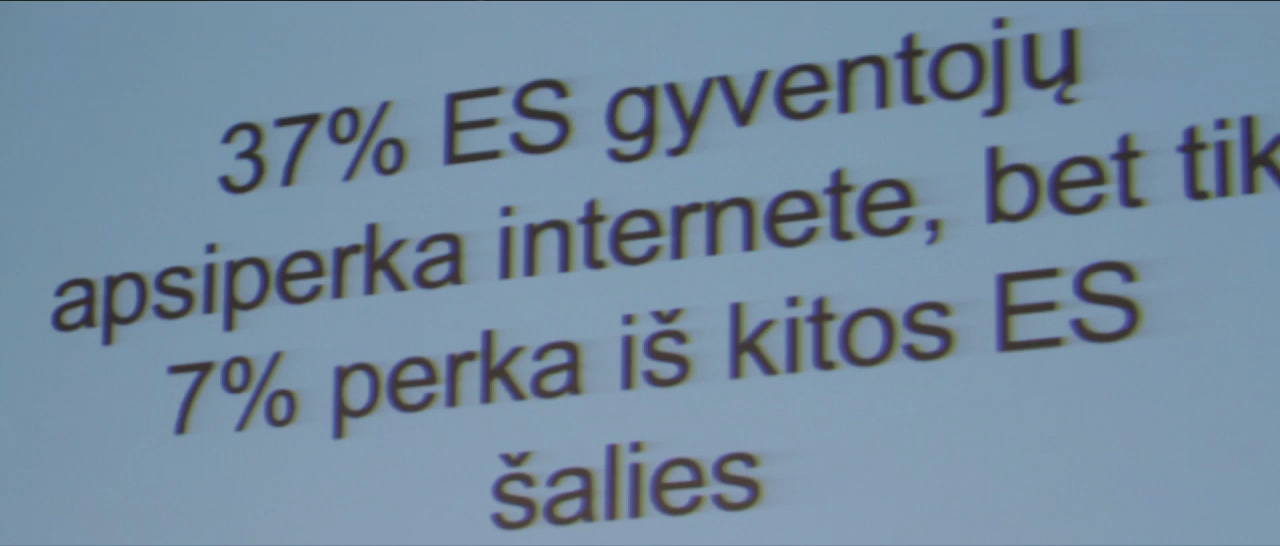 37% ES gyventojų
apsiperka internete, bet tik
7% perka iš kitos ES
šalies